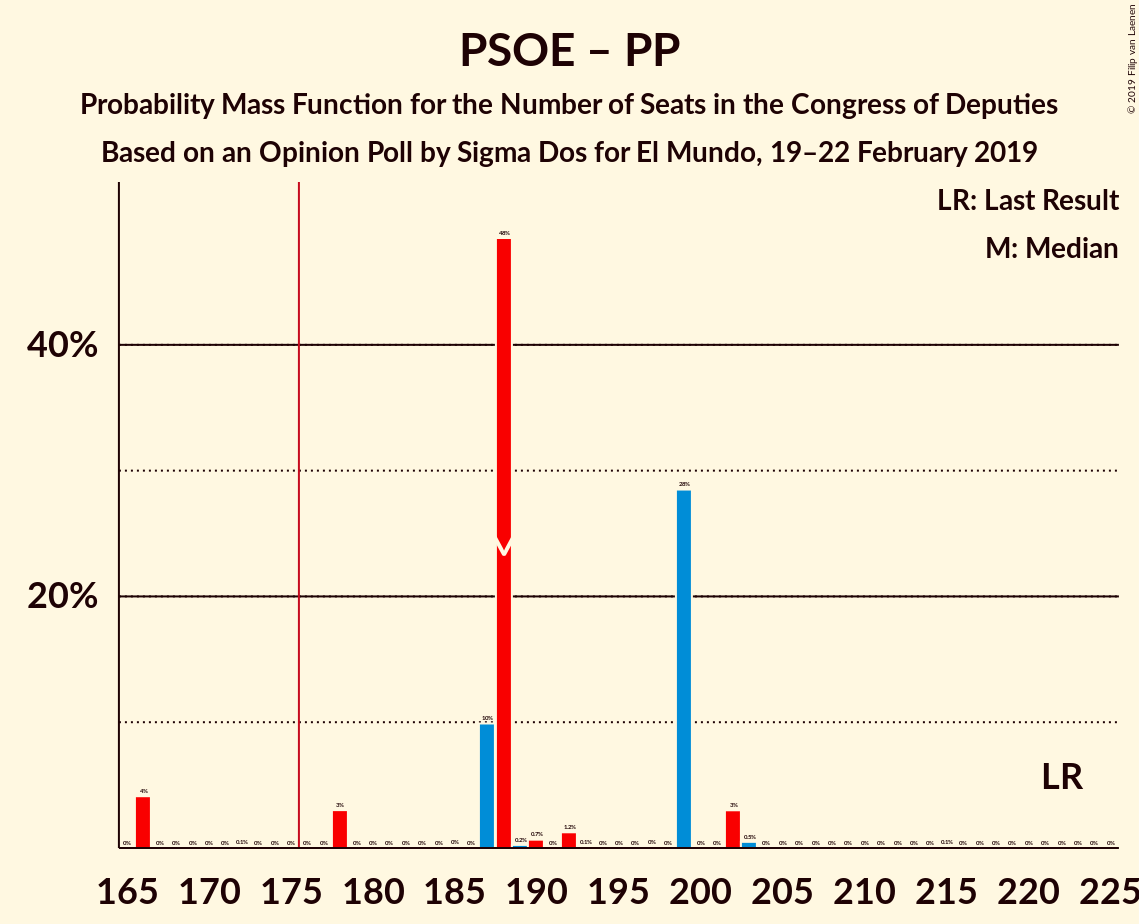 PSOE – PP
Probability Mass Function for the Number of Seats in the Congress of Deputies
Based on an Opinion Poll by Sigma Dos for El Mundo, 19–22 February 2019
© 2019 Filip van Laenen
LR: Last Result
M: Median
40%
20%
48%
28%
10%
4%
3%
0.2%
0.7%
1.2%
0.1%
3%
0.5%
M
LR
165 170 175 180 185 190 195 200 205 210 215 220 225